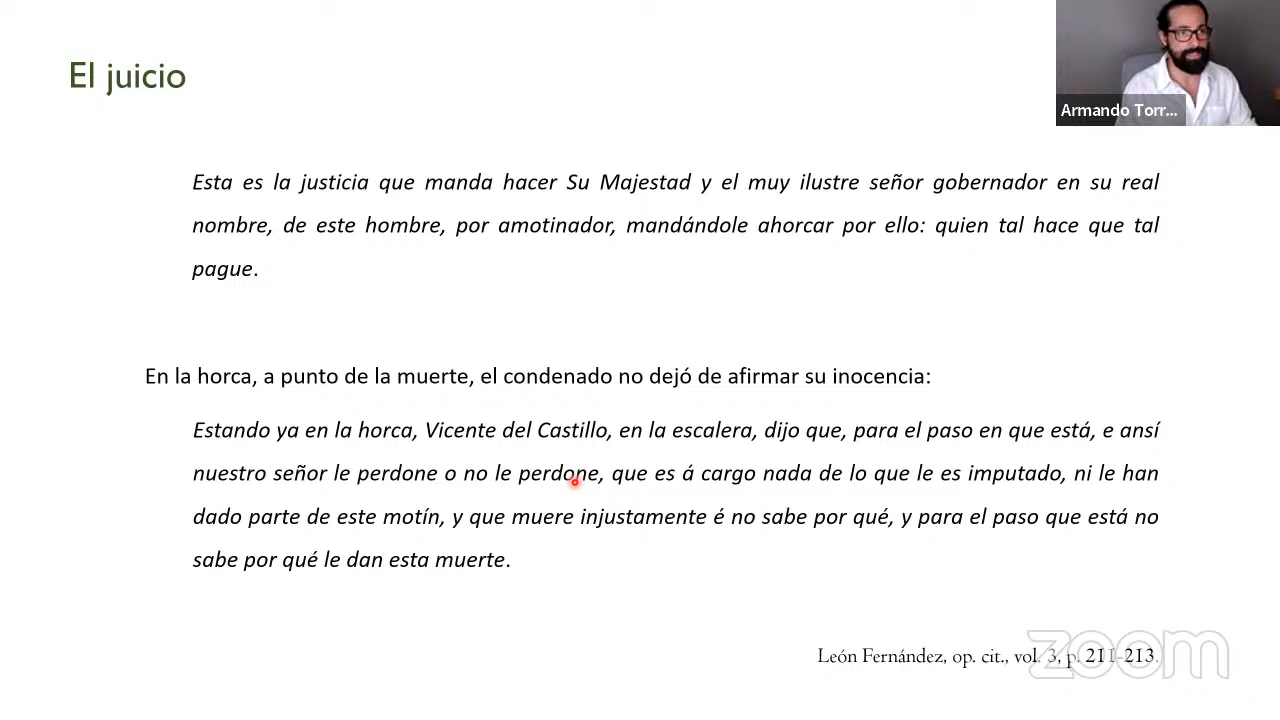 El juicio
Armando Torr...
Esta es la justicia que manda hacer Su Majestad y el muy ilustre señor gobernador en su real
nombre, de este hombre, por amotinador, mandándole ahorcar por ello: quien tal hace que tal
pague.
En la horca, a punto de la muerte, el condenado no dejó de afirmar su inocencia:
Estando ya en la horca, Vicente del Castillo, en la escalera, dijo que, para el paso en que está, e ansí
nuestro señor le perdone o no le perdone, que es á cargo nada de lo que le es imputado, ni le han
dado parte de este motín, y que muere injustamente é no sabe por qué, y para el paso que está no
sabe por qué le dan esta muerte.
León Fernández, op. cit., vol. 3, p. 211-213.
zoom